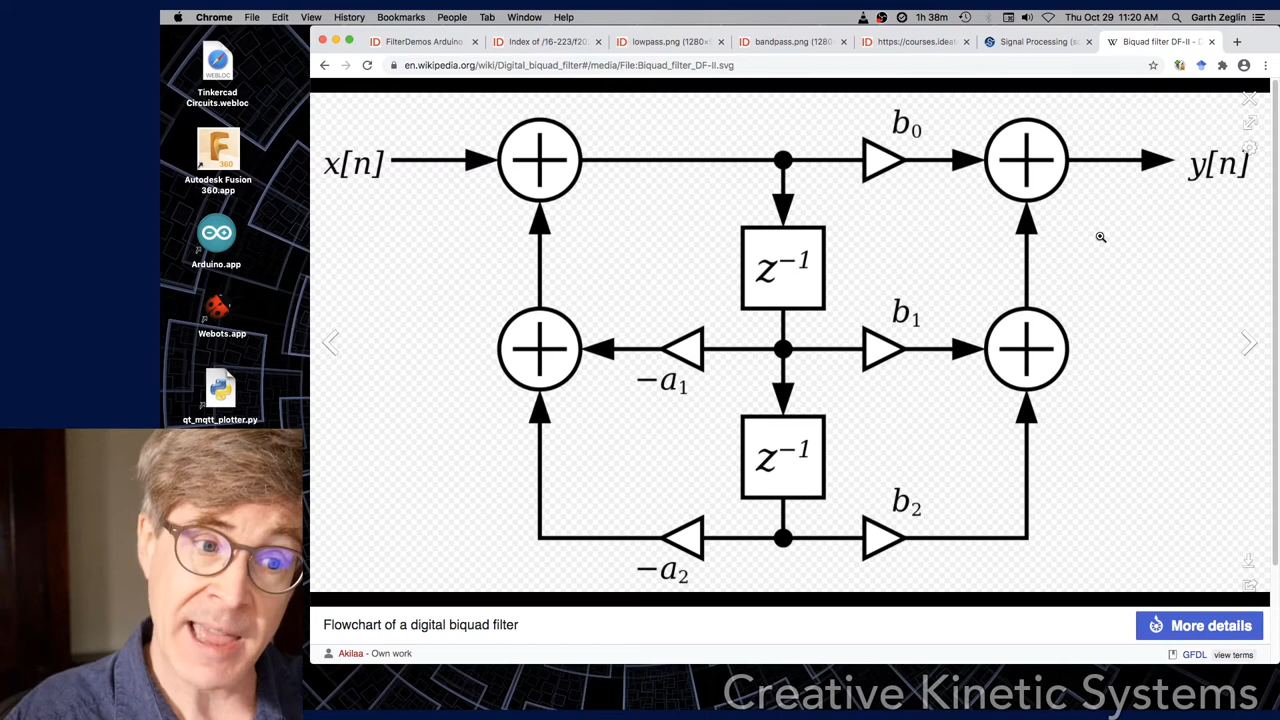 Chrome File Edit View History Bookmarks People Tab Window Help
1h 38m Thu Oct 29 11:20 AM Garth Zeglin
FilterDemos Arduino
Index of /16-223/f20
lowpass.png (1280×
bandpass.png (1280
https://courses.ideat
Signal Processing (s
Biquad filter DF-II - D
en.wikipedia.org/wiki/Digital_biquad_filter#/media/File:Biquad_filter_DF-II.svg
WEBLOC
Tinkercad
Circuits.webloc
360
Autodesk Fusion
360.app
Arduino.app
Webots.app
qt_mqtt_plotter.py
x[n]
b₀
y[n]
z⁻¹
b₁
−a₁
z⁻¹
b₂
−a₂
Flowchart of a digital biquad filter
More details
Akilaa - Own work
GFDL view terms
Creative Kinetic Systems